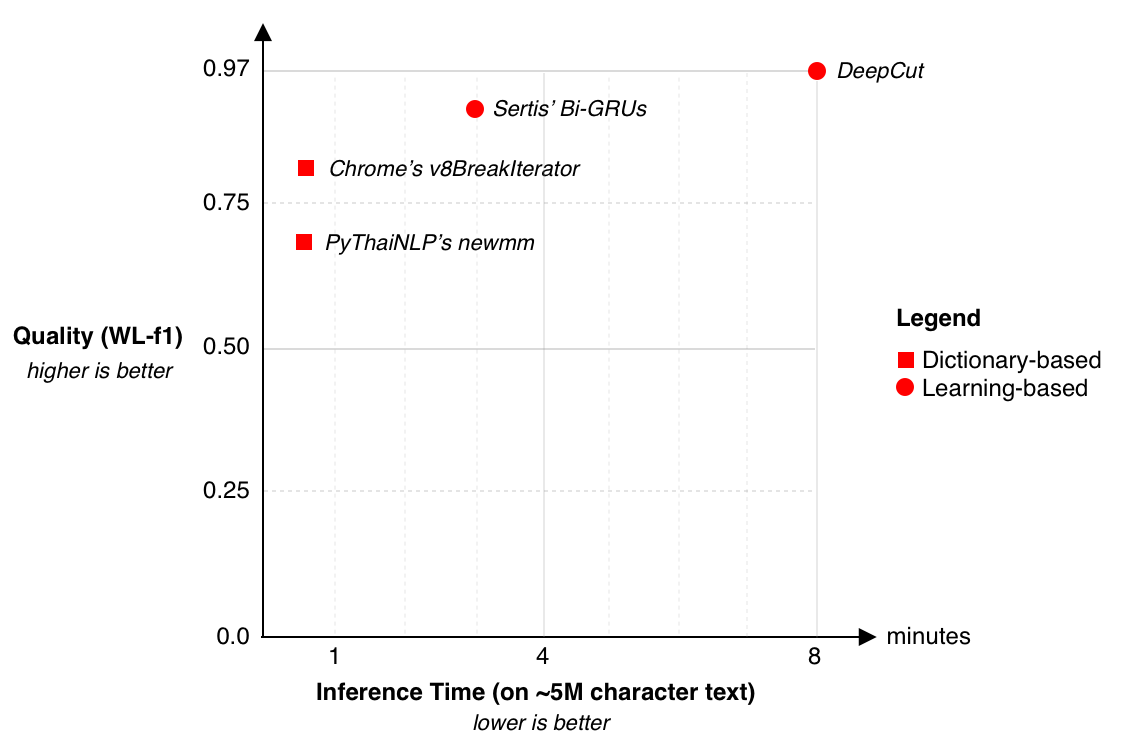 0.97
DeepCut
Sertis’ Bi-GRUs
Chrome’s v8BreakIterator
0.75
PyThaiNLP’s newmm
Quality (WL-f1)
higher is better
0.50
Legend
Dictionary-based
Learning-based
0.25
0.0
minutes
1 4 8
Inference Time (on ~5M character text)
lower is better